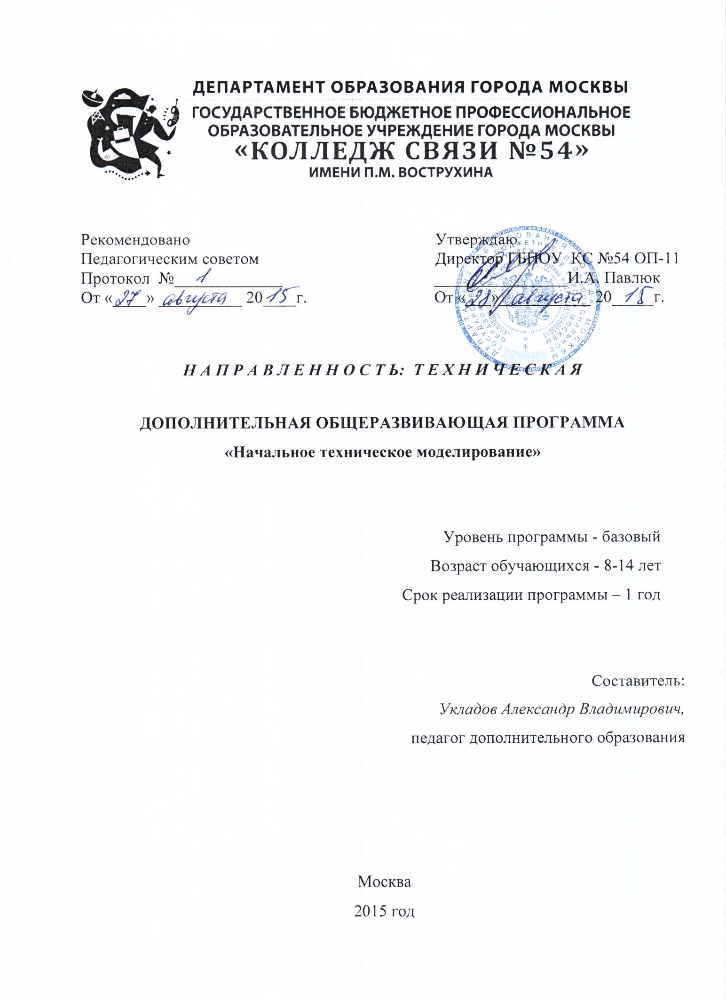 ДЕПАРТАМЕНТ ОБРАЗОВАНИЯ ГОРОДА МОСКВЫ
ГОСУДАРСТВЕННОЕ БЮДЖЕТНОЕ ПРОФЕССИОНАЛЬНОЕ
ОБРАЗОВАТЕЛЬНОЕ УЧРЕЖДЕНИЕ ГОРОДА МОСКВЫ
«КОЛЛЕДЖ СВЯЗИ №54»
ИМЕНИ П.М. ВОСТРУХИНА
Рекомендовано
Педагогическим советом
Протокол №1
От «27» августа 2015 г.
Утверждаю
Директор ГБПОУ КС №54 ОП-11
И.А. Павлюк
От «28» августа 2015 г.
НАПРАВЛЕННОСТЬ: ТЕХНИЧЕСКАЯ
ДОПОЛНИТЕЛЬНАЯ ОБЩЕРАЗВИВАЮЩАЯ ПРОГРАММА
«Начальное техническое моделирование»
Уровень программы - базовый
Возраст обучающихся - 8-14 лет
Срок реализации программы – 1 год
Составитель:
Укладов Александр Владимирович,
педагог дополнительного образования
Москва
2015 год